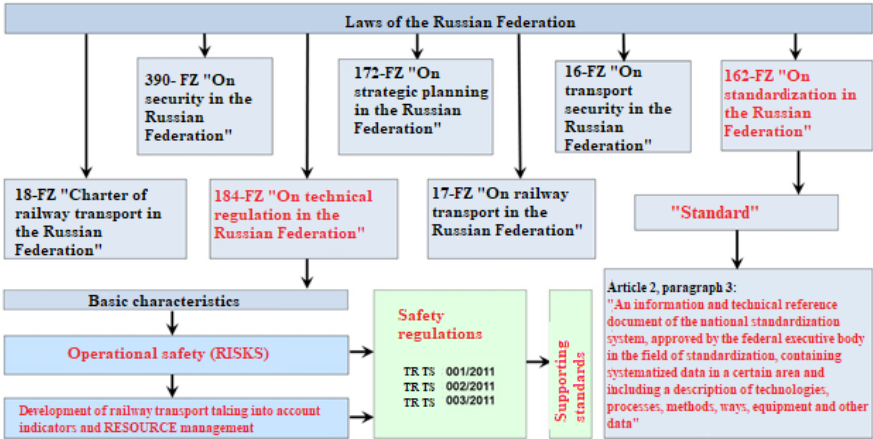 Laws of the Russian Federation
390- FZ "On
security in the
Russian
Federation"
172-FZ "On
strategic planning
in the Russian
Federation"
16-FZ "On
transport
security in the
Russian
Federation"
162-FZ "On
standardization in
the Russian
Federation"
18-FZ "Charter of
railway transport in
the Russian
Federation"
184-FZ "On technical
regulation in the
Russian Federation"
17-FZ "On railway
transport in the
Russian Federation"
"Standard"
Basic characteristics
Operational safety (RISKS)
Development of railway transport taking into account
indicators and RESOURCE management
Safety
regulations
TR TS 001/2011
TR TS 002/2011
TR TS 003/2011
Supporting
standards
Article 2, paragraph 3:
"An information and technical reference
document of the national standardization
system, approved by the federal executive body
in the field of standardization, containing
systematized data in a certain area and
including a description of technologies,
processes, methods, ways, equipment and other
data"